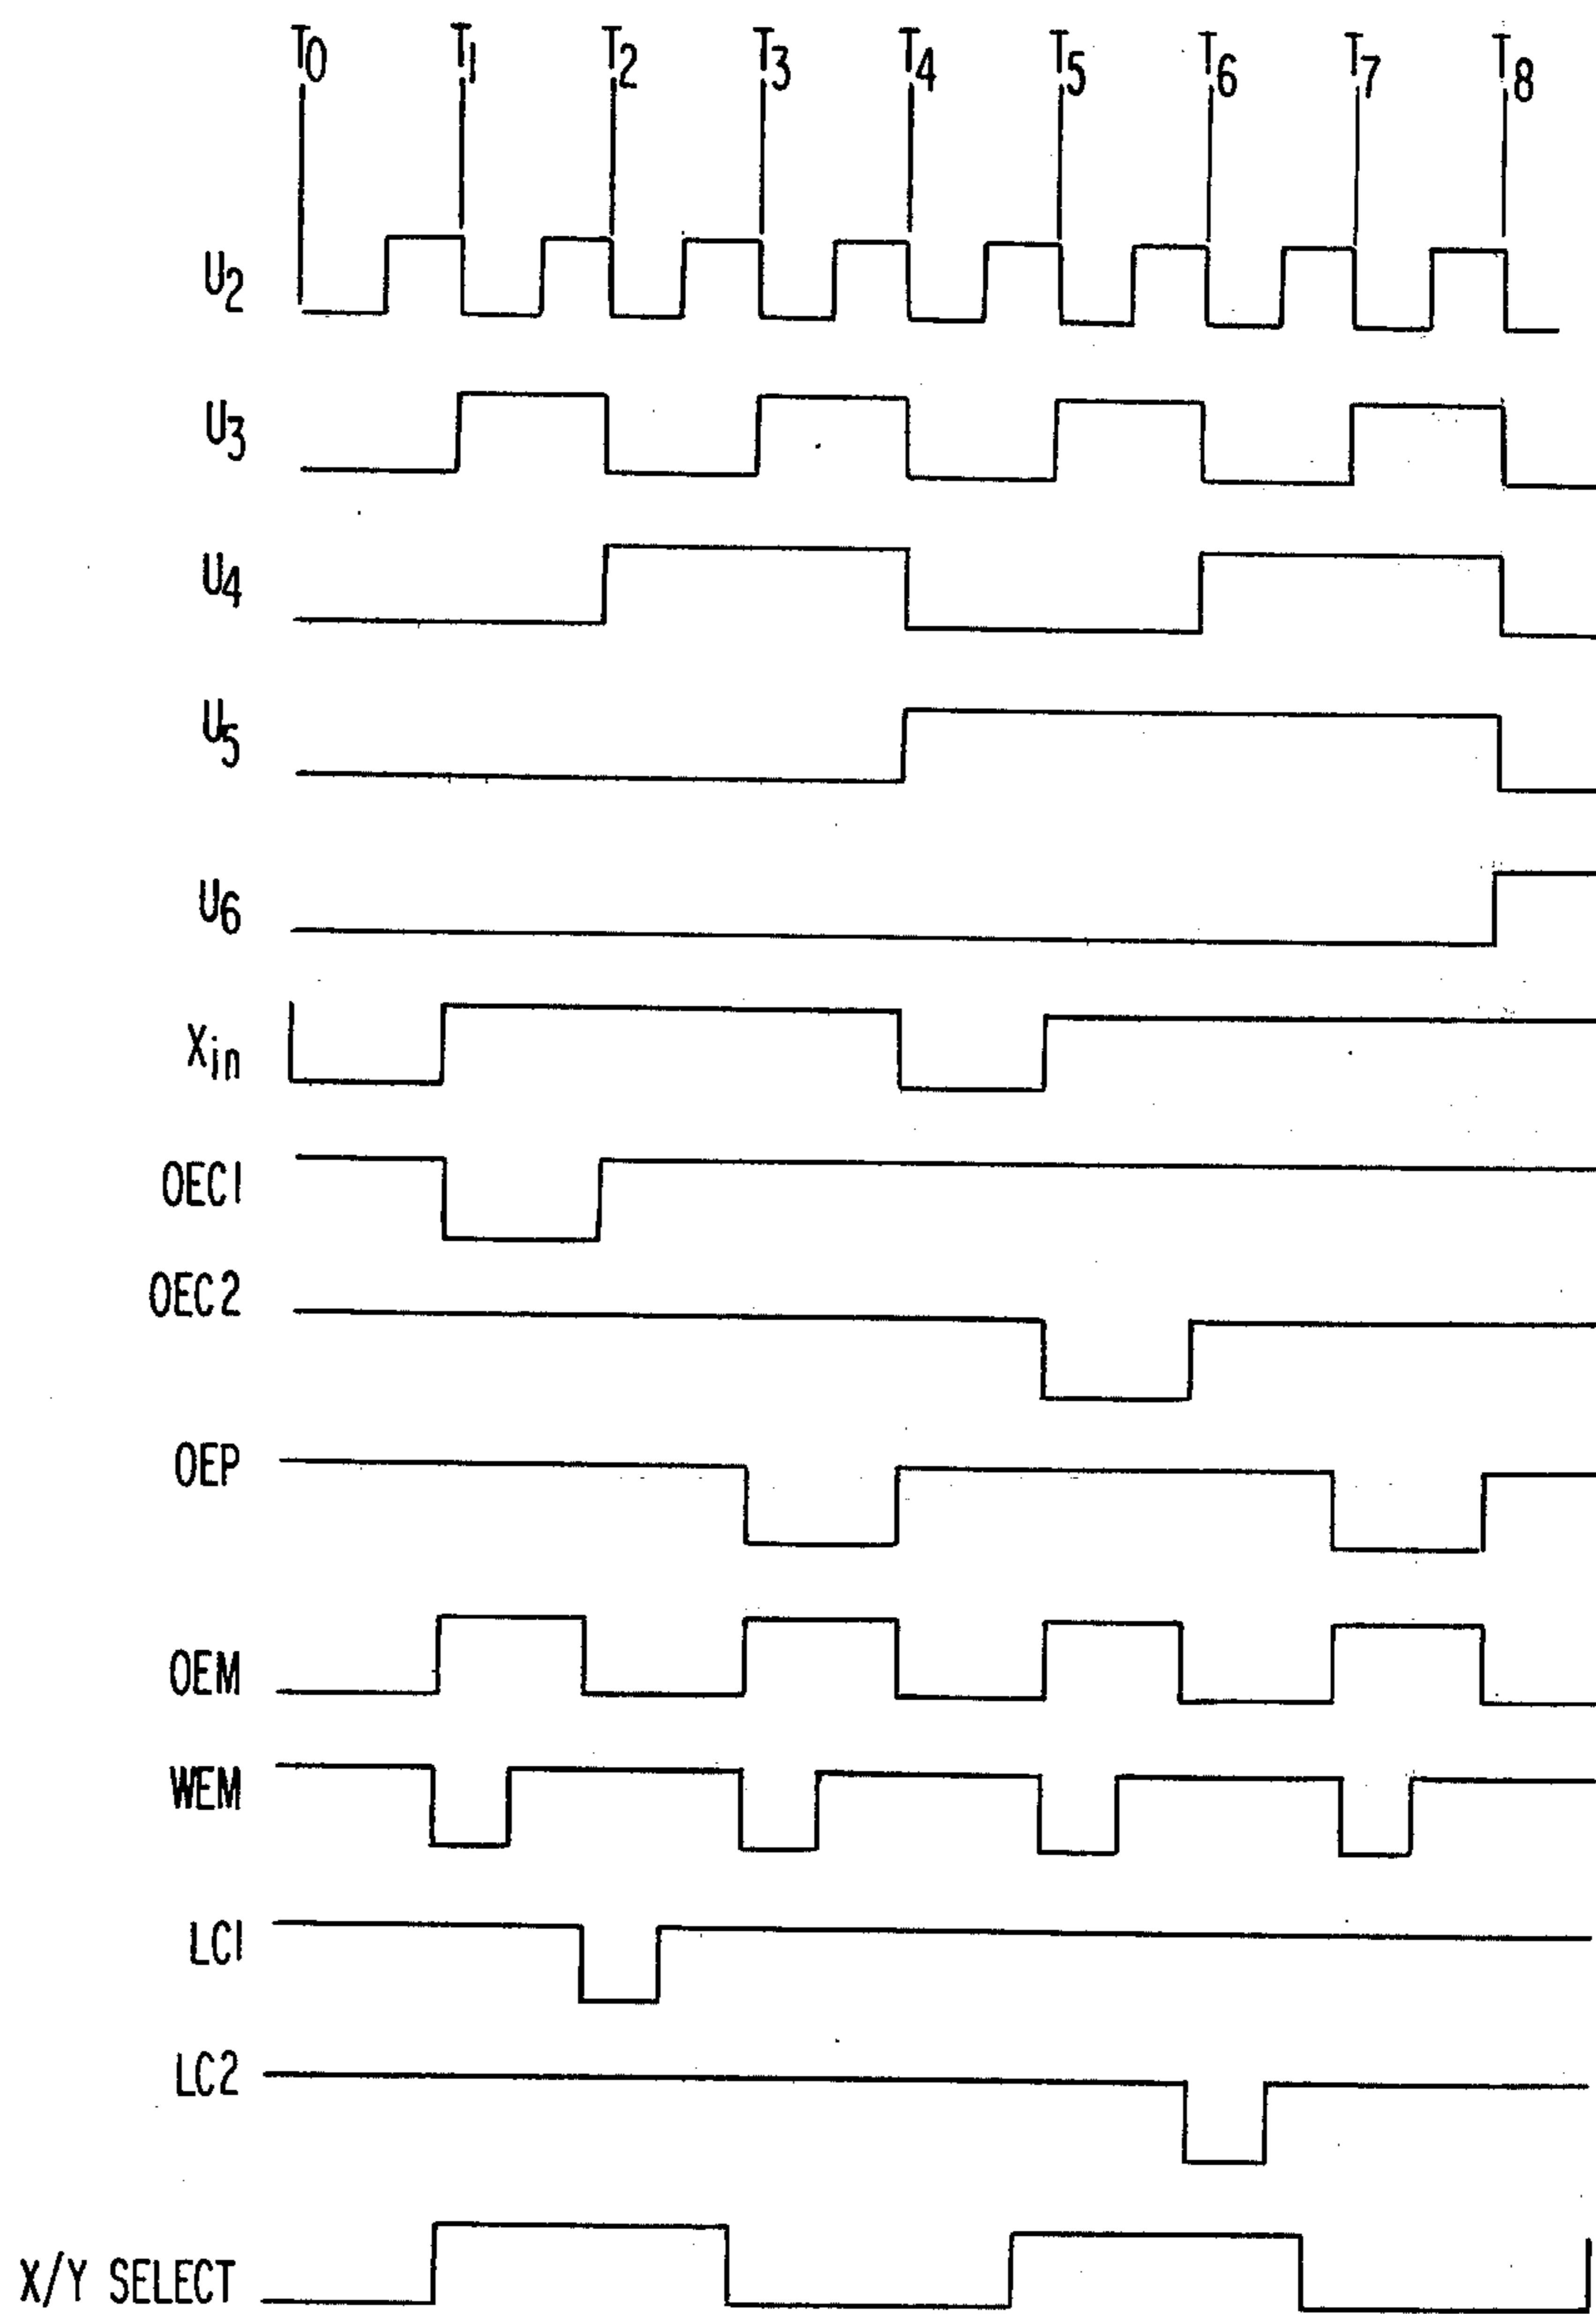 T0 T1 T2 T3 T4 T5 T6 T7 T8
U2
U3
U4
U5
U6
Xin
OEC1
OEC2
OEP
OEM
WEM
LC1
LC2
X/Y SELECT